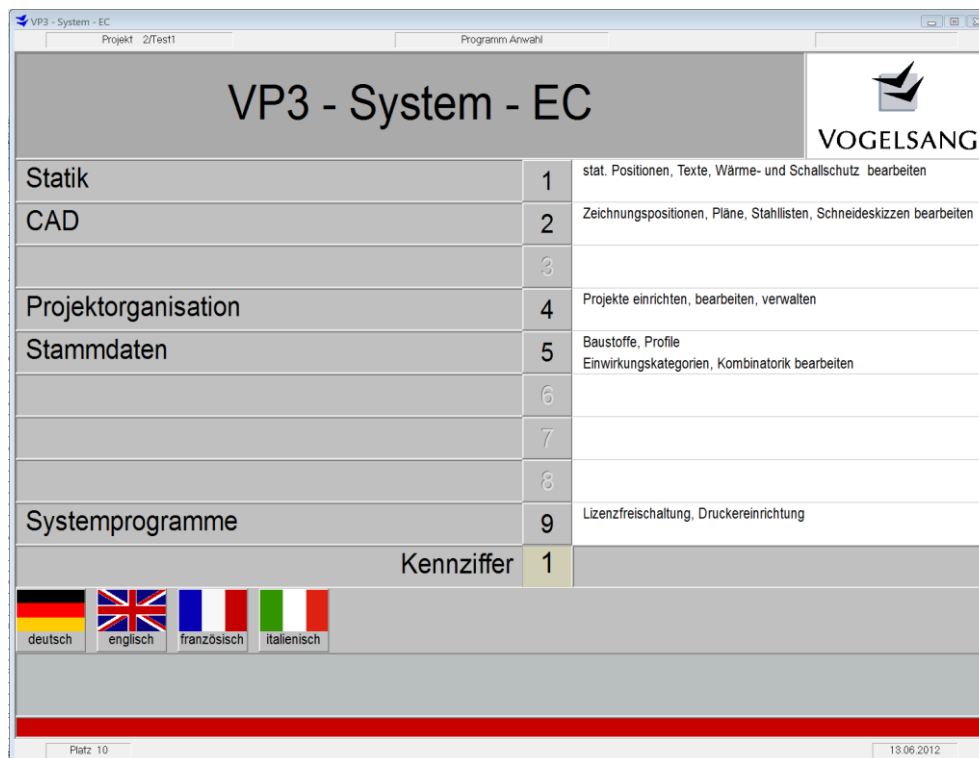 VP3 - System - EC
Projekt 2/Test1
Programm Anwahl
VP3 - System - EC
VOGELSANG
Statik 1 stat. Positionen, Texte, Wärme- und Schallschutz bearbeiten
CAD 2 Zeichnungspositionen, Pläne, Stahllisten, Schneideskizzen bearbeiten
3
Projektorganisation 4 Projekte einrichten, bearbeiten, verwalten
Stammdaten 5 Baustoffe, Profile
Einwirkungskategorien, Kombinatorik bearbeiten
6
7
8
Systemprogramme 9 Lizenzfreischaltung, Druckereinrichtung
Kennziffer 1
deutsch englisch französisch italienisch
Platz 10
13.06.2012